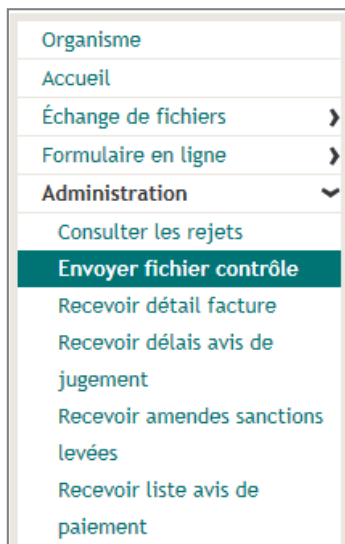 Organisme
Accueil
Échange de fichiers
Formulaire en ligne
Administration
Consulter les rejets
Envoyer fichier contrôle
Recevoir détail facture
Recevoir délais avis de
jugement
Recevoir amendes sanctions
levées
Recevoir liste avis de
paiement